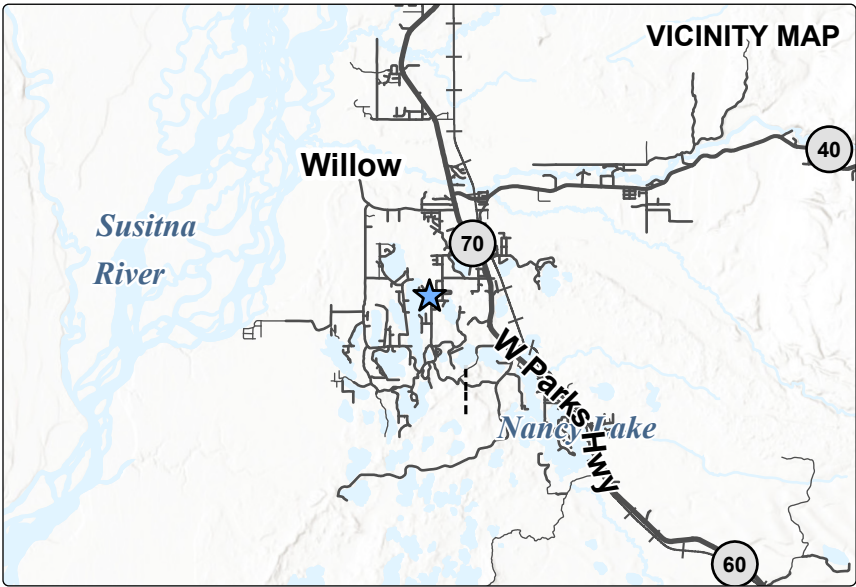 VICINITY MAP
40
Willow
Susitna
River
70
W Parks Hwy
Nancy Lake
60